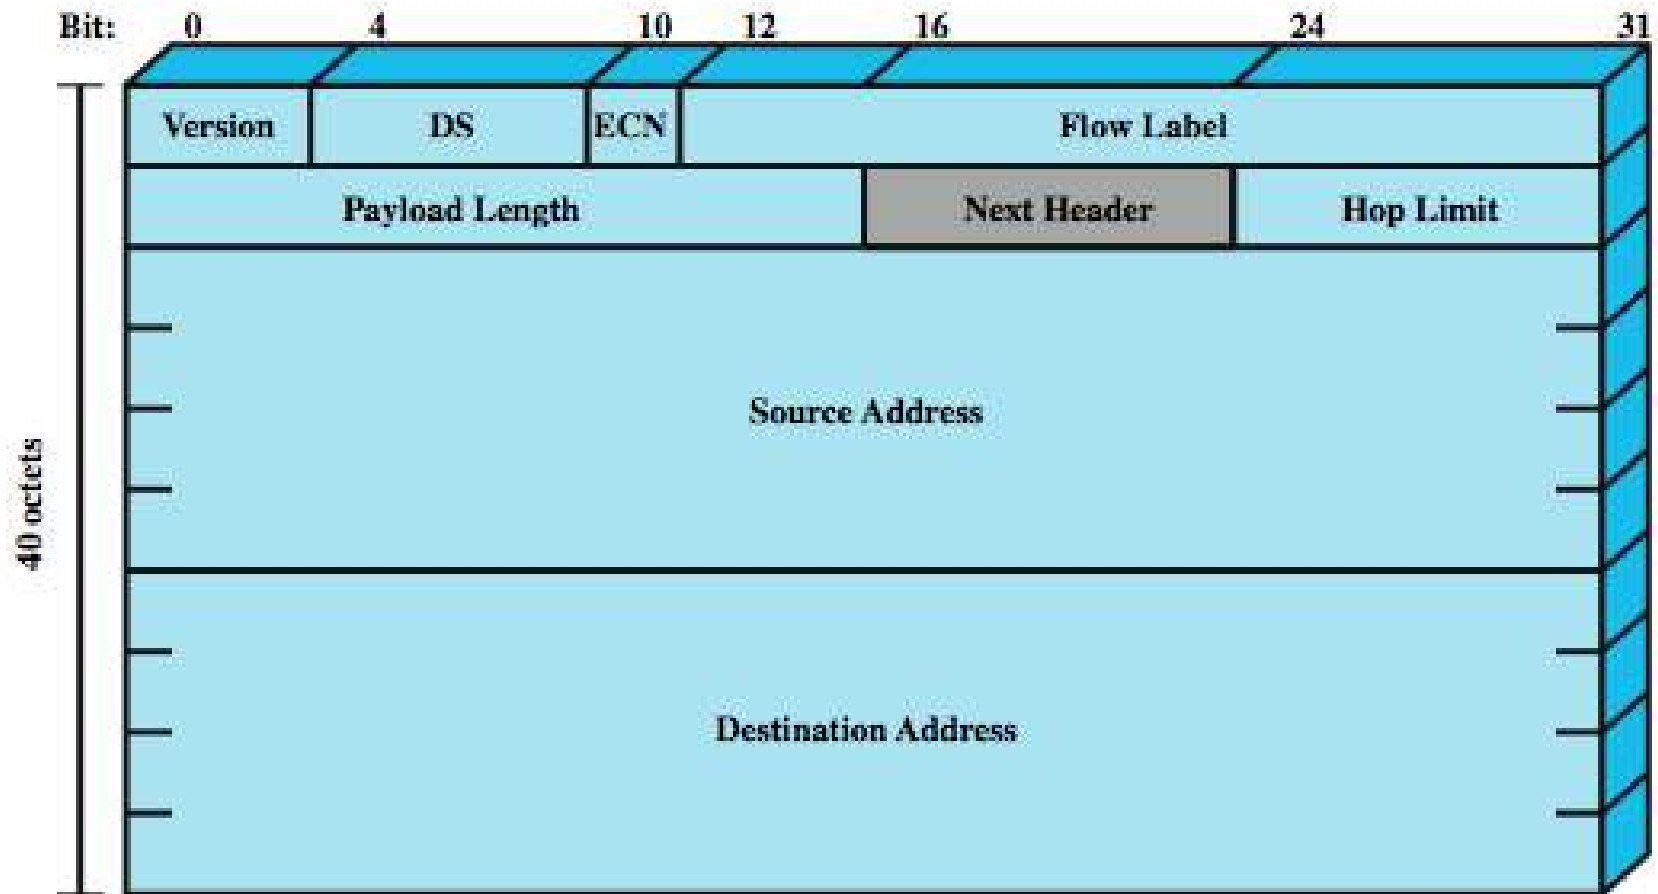 Bit: 0 4 10 12 16 24 31
Version DS ECN Flow Label
Payload Length Next Header Hop Limit
Source Address
40 octets
Destination Address